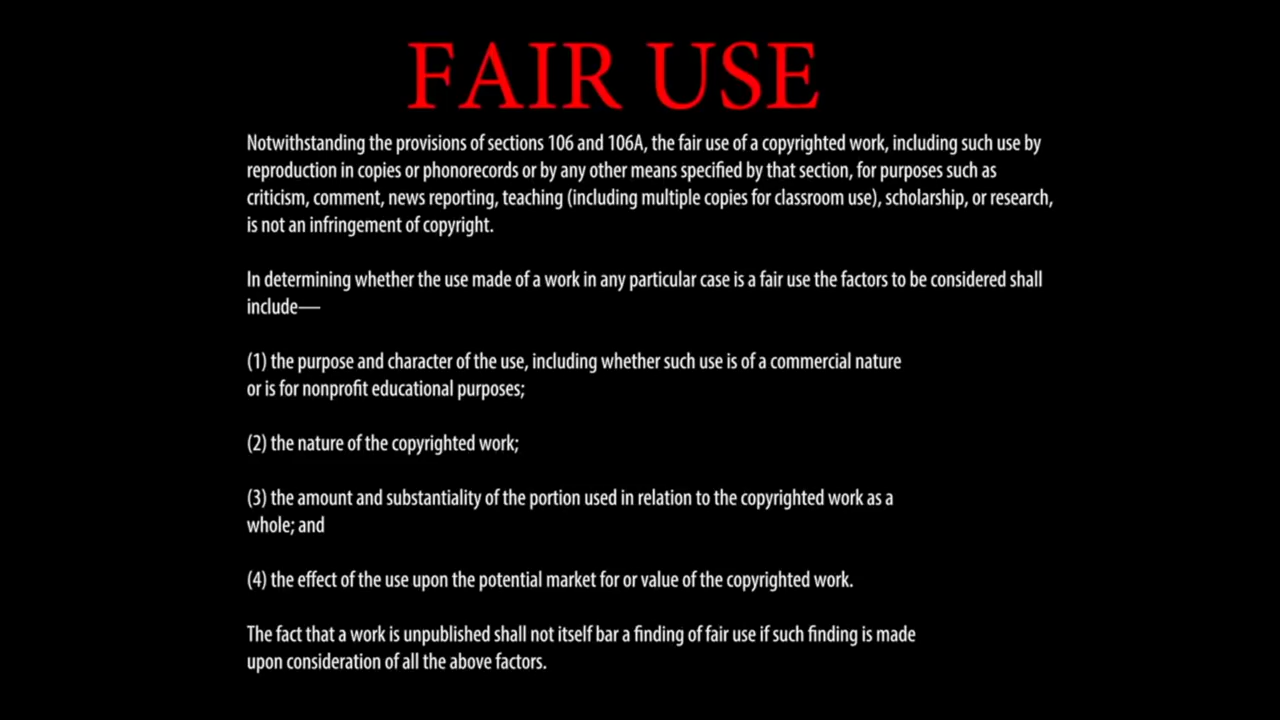 FAIR USE
Notwithstanding the provisions of sections 106 and 106A, the fair use of a copyrighted work, including such use by
reproduction in copies or phonorecords or by any other means specified by that section, for purposes such as
criticism, comment, news reporting, teaching (including multiple copies for classroom use), scholarship, or research,
is not an infringement of copyright.
In determining whether the use made of a work in any particular case is a fair use the factors to be considered shall
include—
(1) the purpose and character of the use, including whether such use is of a commercial nature
or is for nonprofit educational purposes;
(2) the nature of the copyrighted work;
(3) the amount and substantiality of the portion used in relation to the copyrighted work as a
whole; and
(4) the effect of the use upon the potential market for or value of the copyrighted work.
The fact that a work is unpublished shall not itself bar a finding of fair use if such finding is made
upon consideration of all the above factors.